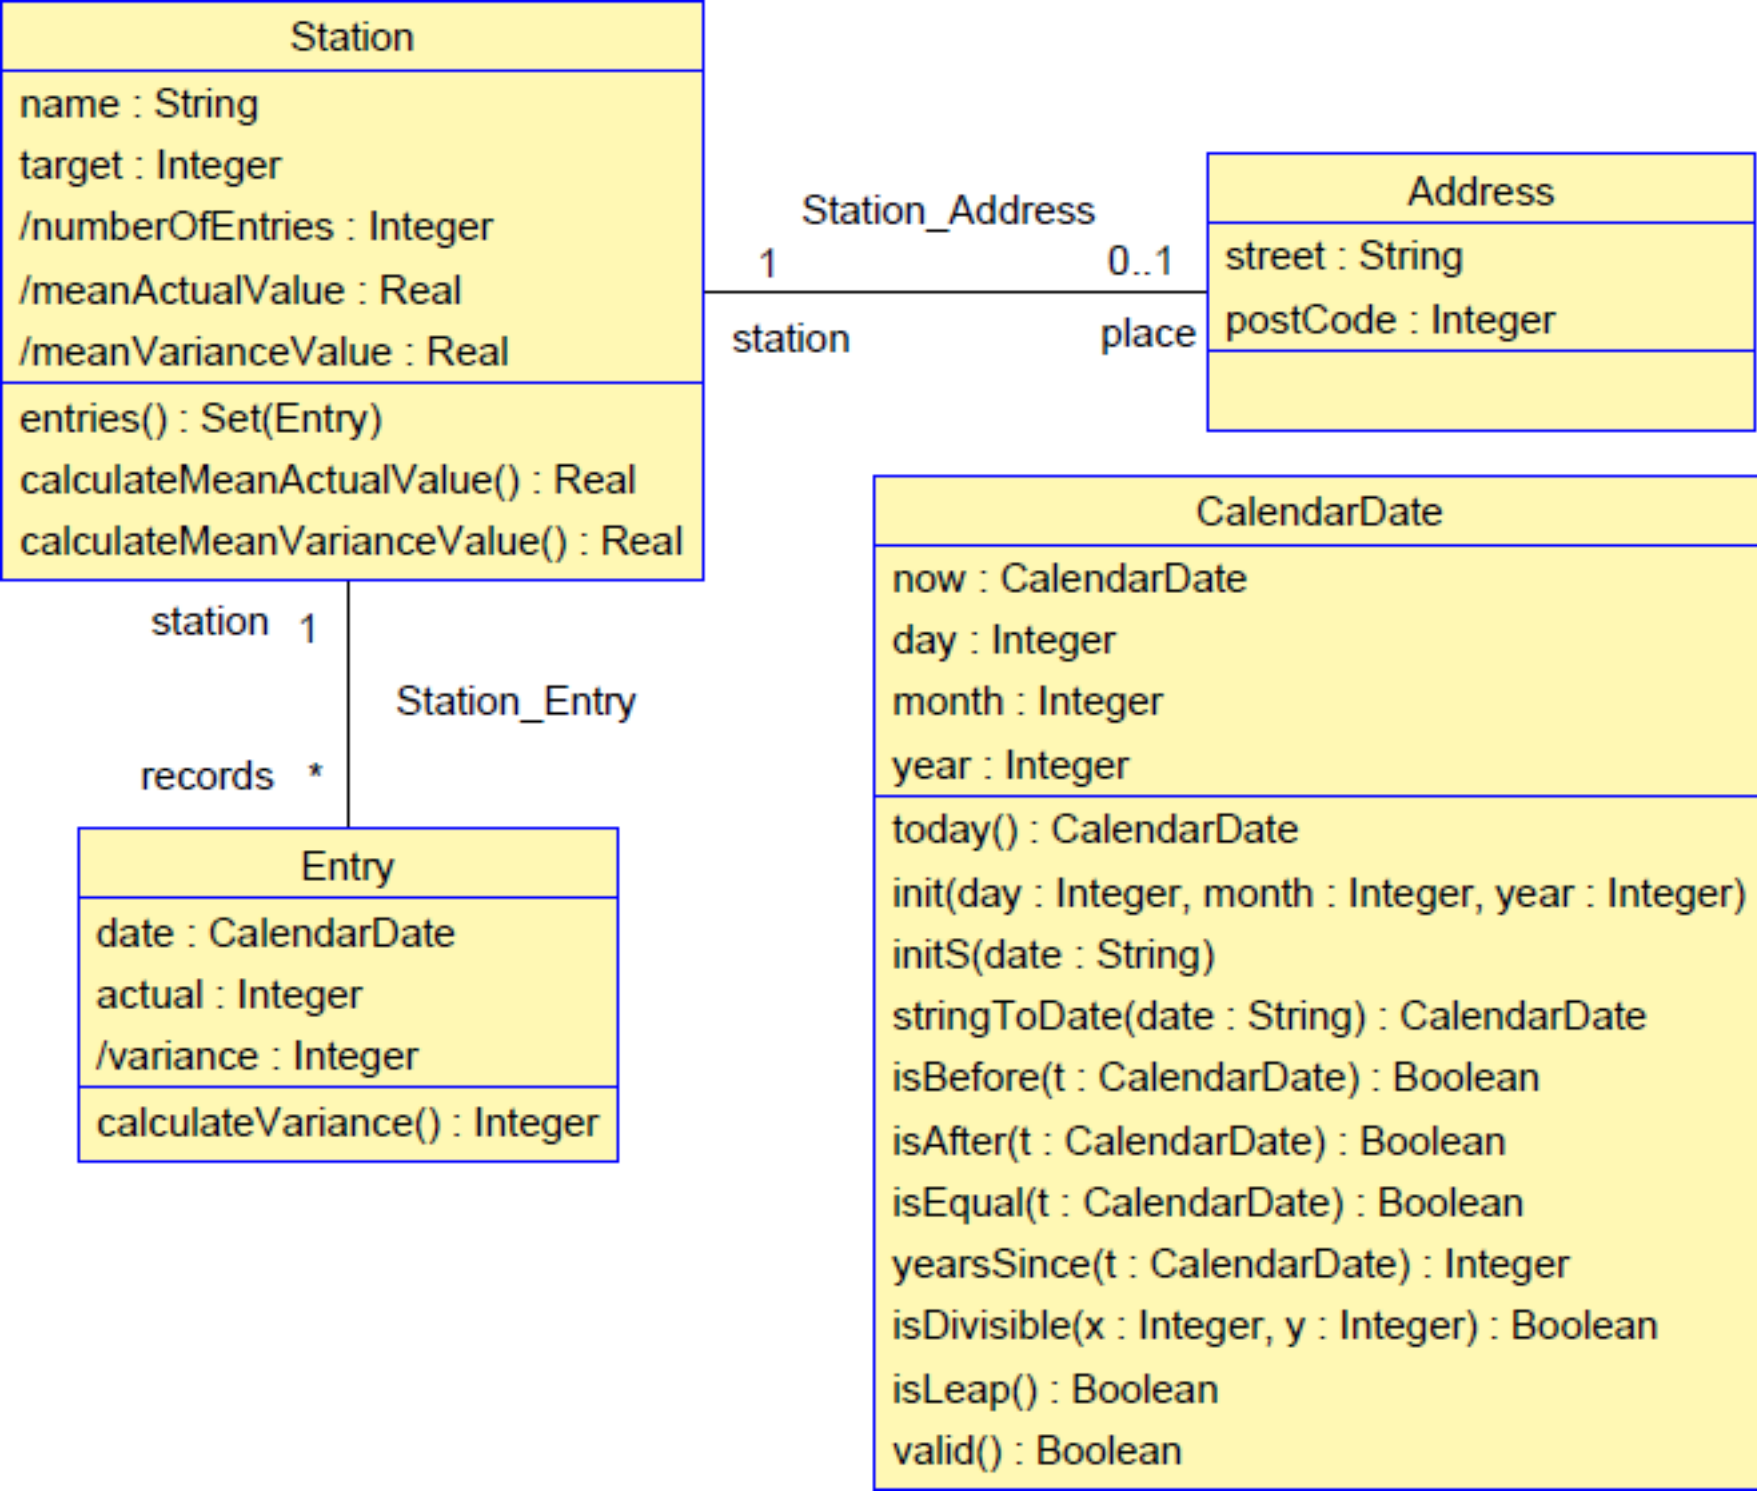 Station
name : String
target : Integer
/numberOfEntries : Integer
/meanActualValue : Real
/meanVarianceValue : Real
entries() : Set(Entry)
calculateMeanActualValue() : Real
calculateMeanVarianceValue() : Real
Station_Address
1
0..1
station
place
Address
street : String
postCode : Integer
station 1
Station_Entry
records *
Entry
date : CalendarDate
actual : Integer
/variance : Integer
calculateVariance() : Integer
CalendarDate
now : CalendarDate
day : Integer
month : Integer
year : Integer
today() : CalendarDate
init(day : Integer, month : Integer, year : Integer)
initS(date : String)
stringToDate(date : String) : CalendarDate
isBefore(t : CalendarDate) : Boolean
isAfter(t : CalendarDate) : Boolean
isEqual(t : CalendarDate) : Boolean
yearsSince(t : CalendarDate) : Integer
isDivisible(x : Integer, y : Integer) : Boolean
isLeap() : Boolean
valid() : Boolean